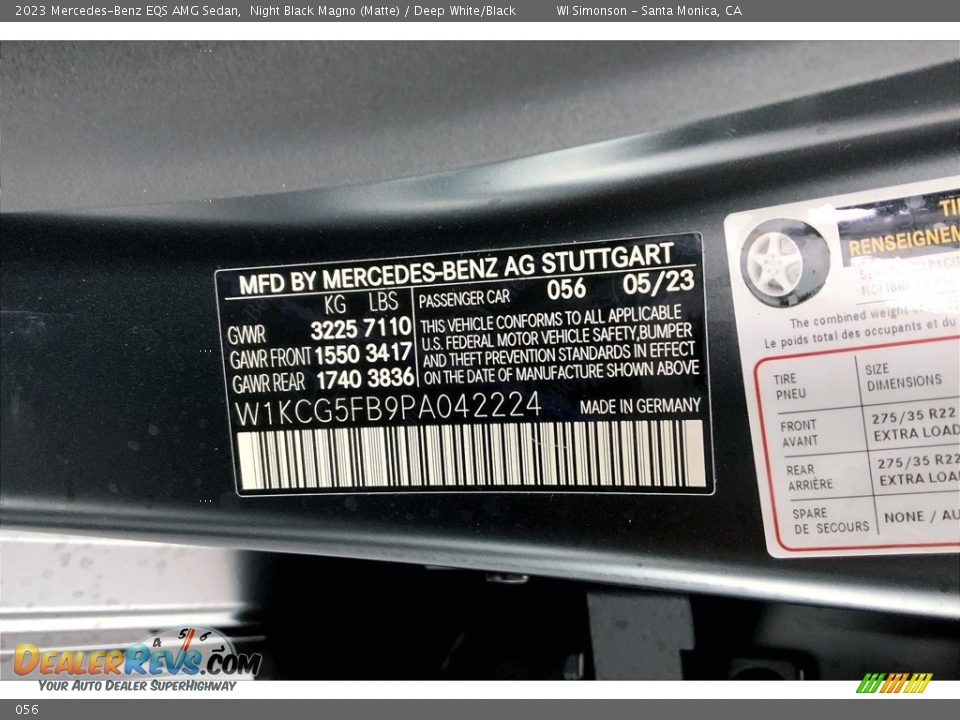 2023 Mercedes-Benz EQS AMG Sedan,  Night Black Magno (Matte) / Deep White/Black
WI Simonson - Santa Monica, CA
MFD BY MERCEDES-BENZ AG STUTTGART
KG LBS
GVWR 3225 7110
GAWR FRONT 1550 3417
GAWR REAR 1740 3836
PASSENGER CAR 056 05/23
THIS VEHICLE CONFORMS TO ALL APPLICABLE
U.S. FEDERAL MOTOR VEHICLE SAFETY,BUMPER
AND THEFT PREVENTION STANDARDS IN EFFECT
ON THE DATE OF MANUFACTURE SHOWN ABOVE
W1KCG5FB9PA042224 MADE IN GERMANY
The combined weight of
Le poids total des occupants et du
TIRE
PNEU
SIZE
DIMENSIONS
FRONT
AVANT
275/35 R22
EXTRA LOAD
REAR
ARRIÈRE
275/35 R22
SPARE
DE SECOURS
NONE /
4 5 6
DEALERREVS.COM
YOUR AUTO DEALER SUPERHIGHWAY
056